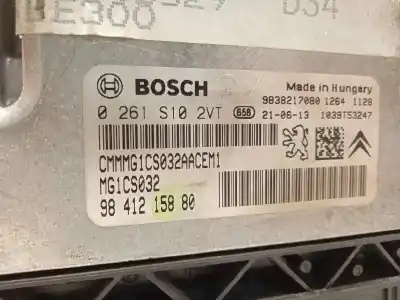 E300
D34
BOSCH
Made in Hungary
9838217080 1264 1128
0 261 S10 2VT 658 21-06-13 1039T53247
CMMMG1CS032AACEM1
MG1CS032
98 412 158 80